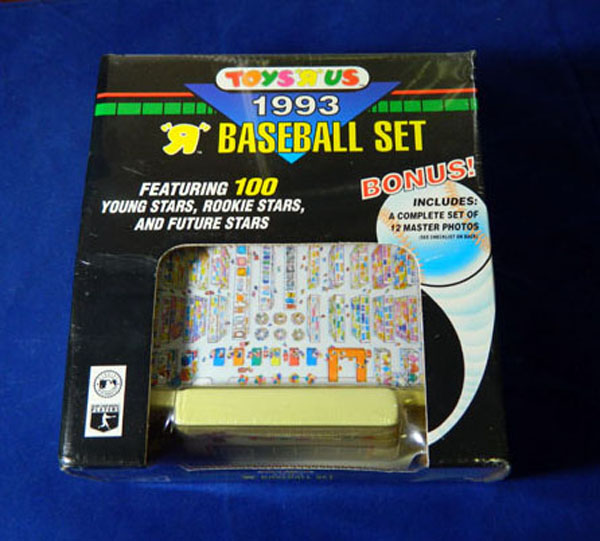 TOYS "R" US
1993
"R" BASEBALL SET
FEATURING 100
YOUNG STARS, ROOKIE STARS,
AND FUTURE STARS
BONUS!
INCLUDES:
A COMPLETE SET OF
12 MASTER PHOTOS
(SEE CHECKLIST ON BACK)
PLAYERS
BASEBALL SET